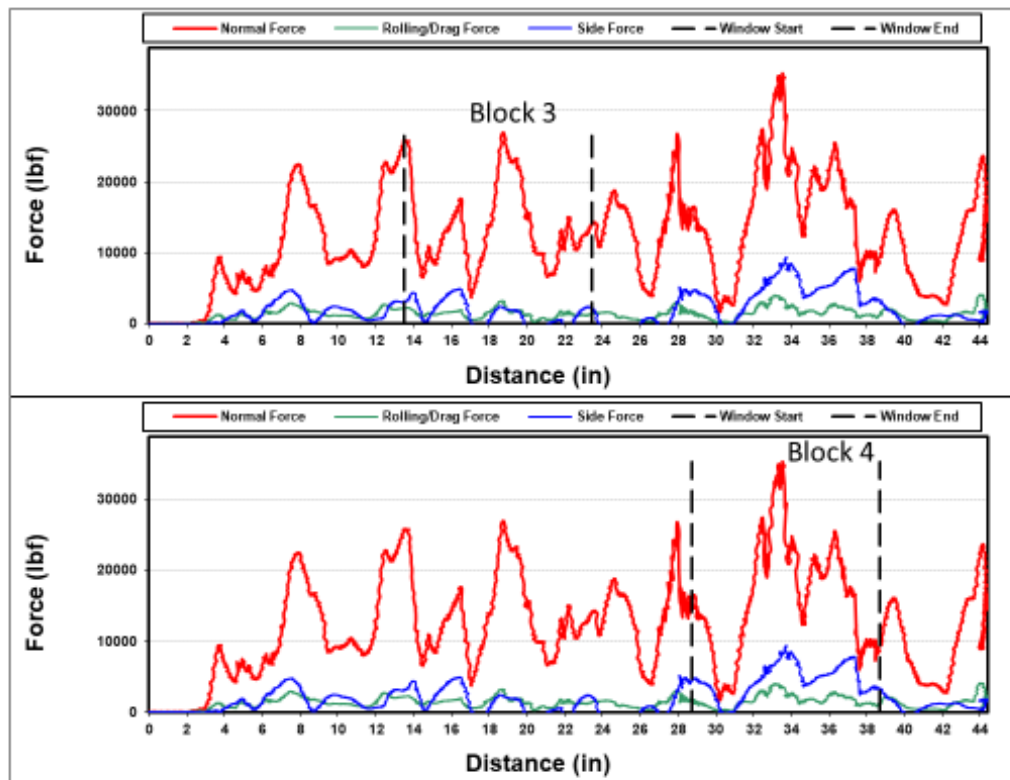 Normal Force Rolling/Drag Force Side Force Window Start Window End
Block 3
30000
20000
10000
0
Force (lbf)
0 2 4 6 8 10 12 14 16 18 20 22 24 26 28 30 32 34 36 38 40 42 44
Distance (in)
Normal Force Rolling/Drag Force Side Force Window Start Window End
Block 4
30000
20000
10000
0
Force (lbf)
0 2 4 6 8 10 12 14 16 18 20 22 24 26 28 30 32 34 36 38 40 42 44
Distance (in)